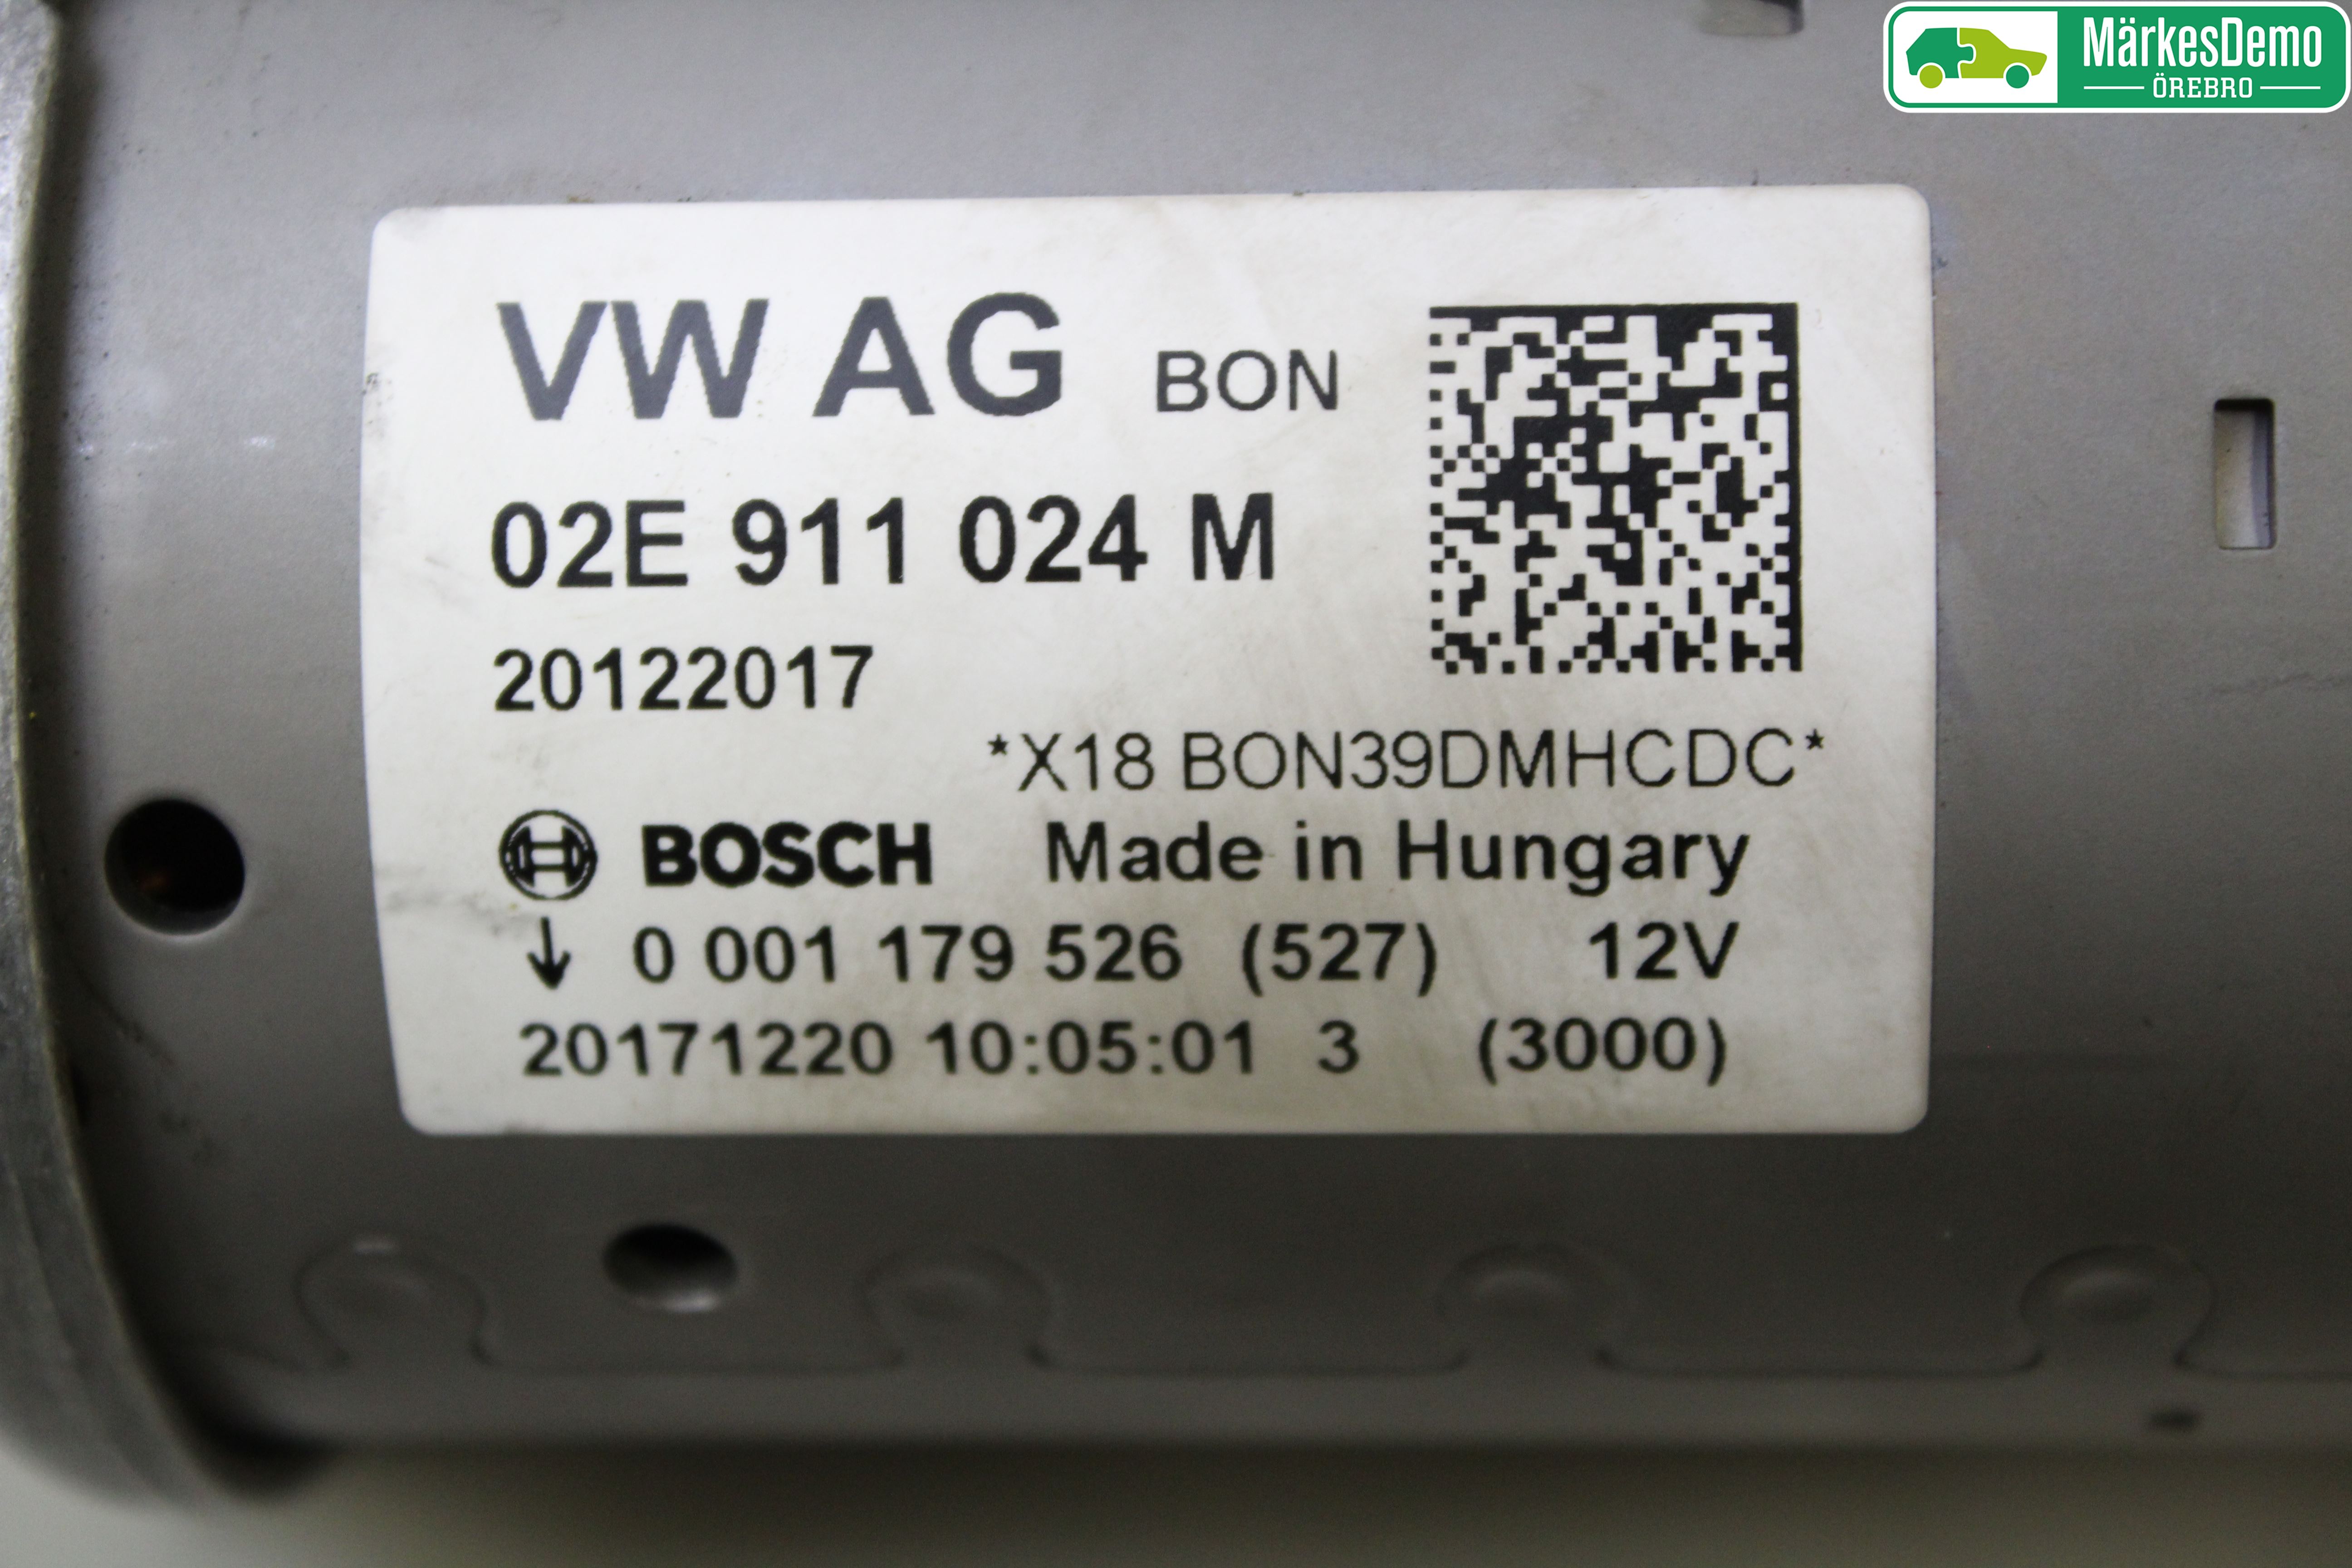 MärkesDemo
ÖREBRO
VW AG BON
02E 911 024 M
20122017
*X18 BON39DMHCDC*
BOSCH Made in Hungary
↓ 0 001 179 526 (527) 12V
20171220 10:05:01 3 (3000)